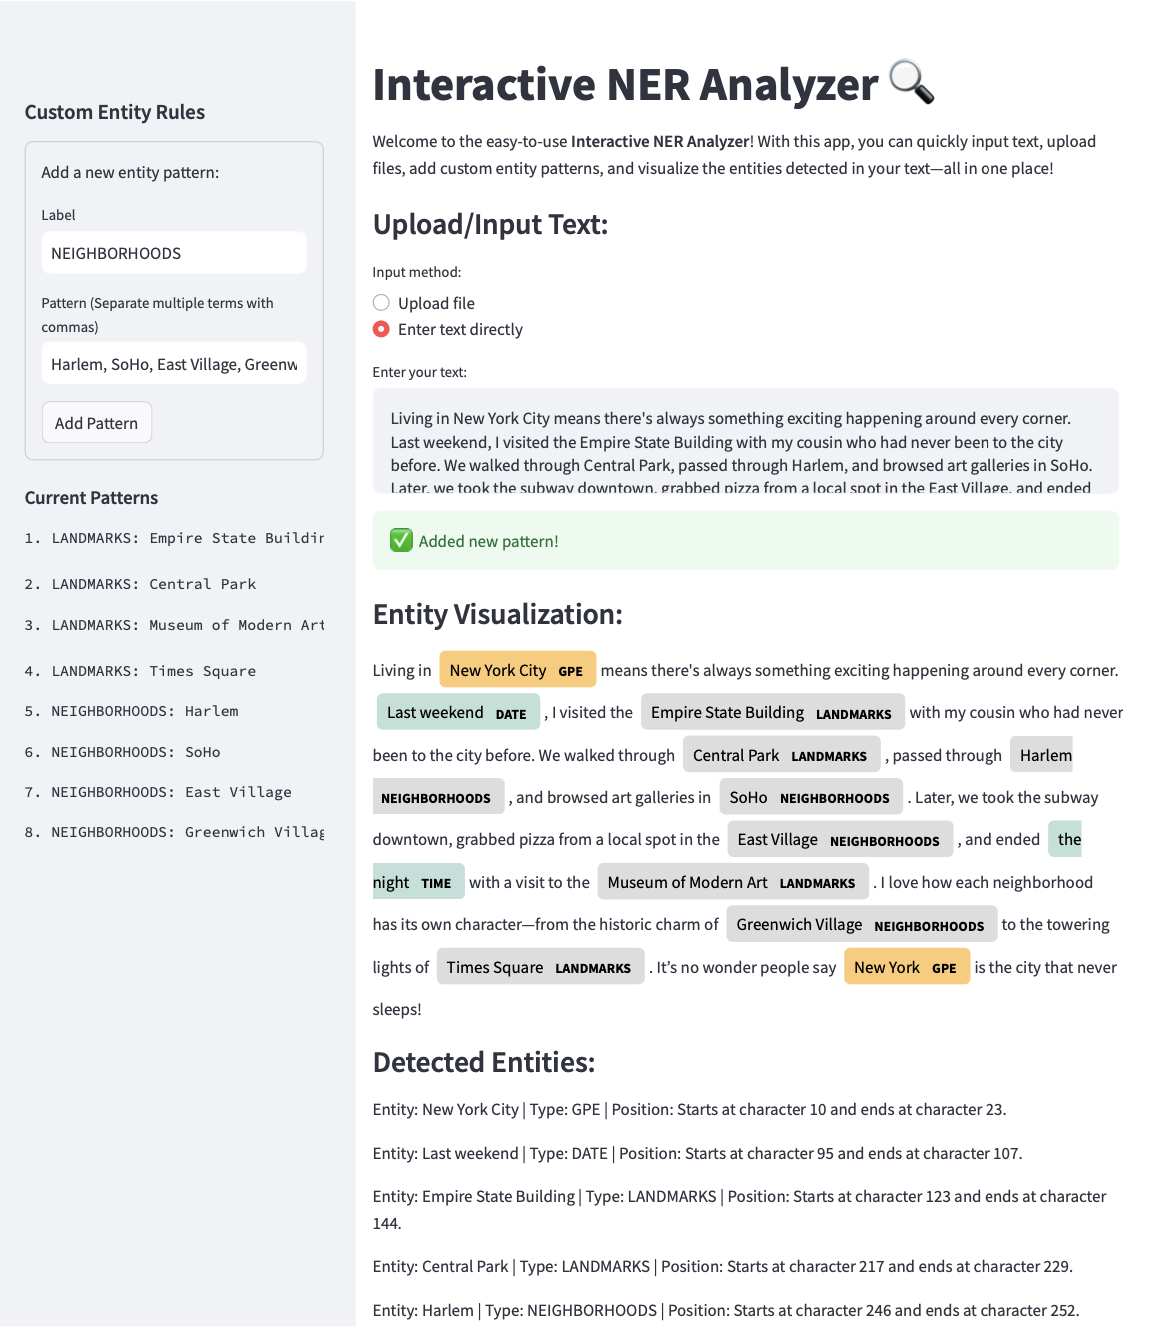 Custom Entity Rules
Add a new entity pattern:
Label
NEIGHBORHOODS
Pattern (Separate multiple terms with
commas)
Harlem, SoHo, East Village, Greenw
Add Pattern
Current Patterns
1. LANDMARKS: Empire State Buildin
2. LANDMARKS: Central Park
3. LANDMARKS: Museum of Modern Art
4. LANDMARKS: Times Square
5. NEIGHBORHOODS: Harlem
6. NEIGHBORHOODS: SoHo
7. NEIGHBORHOODS: East Village
8. NEIGHBORHOODS: Greenwich Villag
Interactive NER Analyzer
Welcome to the easy-to-use Interactive NER Analyzer! With this app, you can quickly input text, upload
files, add custom entity patterns, and visualize the entities detected in your text—all in one place!
Upload/Input Text:
Input method:
Upload file
Enter text directly
Enter your text:
Living in New York City means there's always something exciting happening around every corner.
Last weekend, I visited the Empire State Building with my cousin who had never been to the city
before. We walked through Central Park, passed through Harlem, and browsed art galleries in SoHo.
Later, we took the subway downtown, grabbed pizza from a local spot in the East Village, and ended
Added new pattern!
Entity Visualization:
Living in New York City GPE means there's always something exciting happening around every corner.
Last weekend DATE , I visited the Empire State Building LANDMARKS with my cousin who had never
been to the city before. We walked through Central Park LANDMARKS , passed through Harlem
NEIGHBORHOODS , and browsed art galleries in SoHo NEIGHBORHOODS . Later, we took the subway
downtown, grabbed pizza from a local spot in the East Village NEIGHBORHOODS , and ended the
night TIME with a visit to the Museum of Modern Art LANDMARKS . I love how each neighborhood
has its own character—from the historic charm of Greenwich Village NEIGHBORHOODS to the towering
lights of Times Square LANDMARKS . It’s no wonder people say New York GPE is the city that never
sleeps!
Detected Entities:
Entity: New York City | Type: GPE | Position: Starts at character 10 and ends at character 23.
Entity: Last weekend | Type: DATE | Position: Starts at character 95 and ends at character 107.
Entity: Empire State Building | Type: LANDMARKS | Position: Starts at character 123 and ends at character
144.
Entity: Central Park | Type: LANDMARKS | Position: Starts at character 217 and ends at character 229.
Entity: Harlem | Type: NEIGHBORHOODS | Position: Starts at character 246 and ends at character 252.